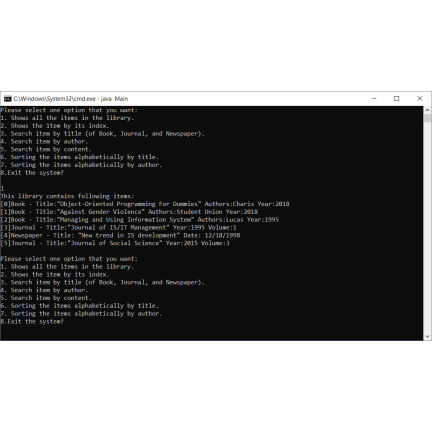 C:\Windows\System32\cmd.exe - java Main
Please select one option that you want:
1. Shows all the items in the library.
2. Shows the item by its index.
3. Search item by title (of Book, Journal, and Newspaper).
4. Search item by author.
5. Search item by content.
6. Sorting the items alphabetically by title.
7. Sorting the items alphabetically by author.
8.Exit the system?
1
This library contains following items:
[0]Book - Title:"Object-Oriented Programming For Dummies" Authors:Charis Year:2018
[1]Book - Title:"Against Gender Violence" Authors:Student Union Year:2018
[2]Book - Title:"Managing and Using Information System" Authors:Lucas Year:1995
[3]Journal - Title:"Journal of IS/IT Management" Year:1995 Volume:1
[4]Newspaper - Title: "New trend in IS development" Date: 12/18/1998
[5]Journal - Title:"Journal of Social Science" Year:2015 Volume:3
Please select one option that you want:
1. Shows all the items in the library.
2. Shows the item by its index.
3. Search item by title (of Book, Journal, and Newspaper).
4. Search item by author.
5. Search item by content.
6. Sorting the items alphabetically by title.
7. Sorting the items alphabetically by author.
8.Exit the system?